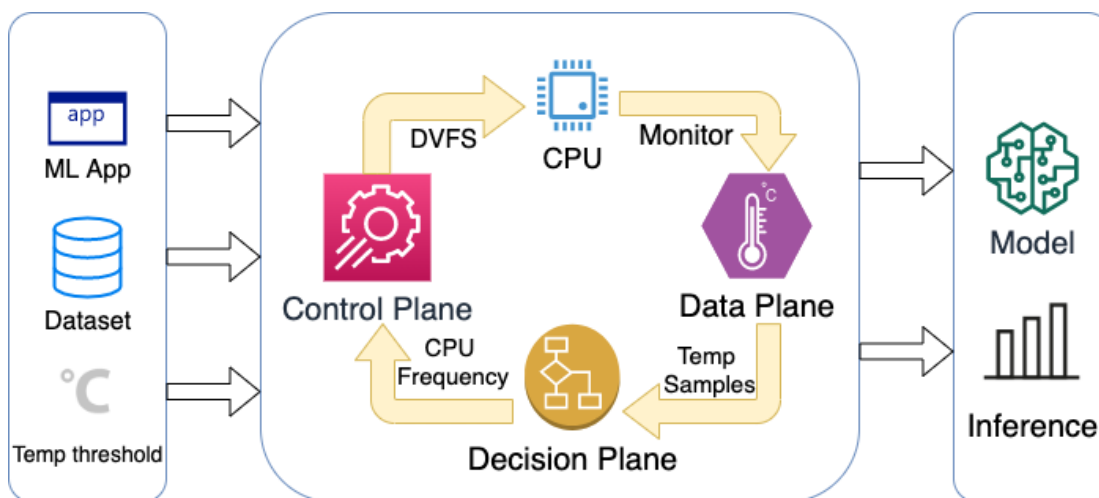 app
ML App
Dataset
°C
Temp threshold
DVFS
CPU
Monitor
Control Plane
°C
Data Plane
CPU
Frequency
Temp
Samples
Decision Plane
Model
Inference